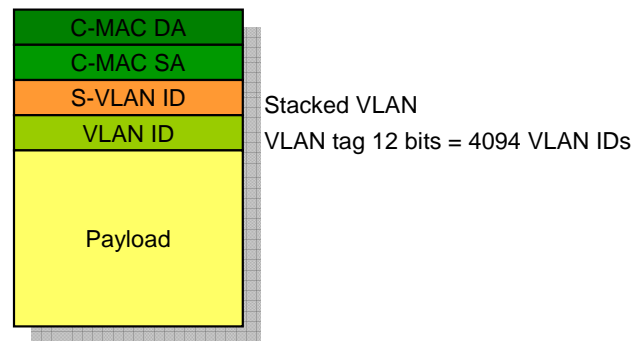 C-MAC DA
C-MAC SA
S-VLAN ID
Stacked VLAN
VLAN ID
VLAN tag 12 bits = 4094 VLAN IDs
Payload